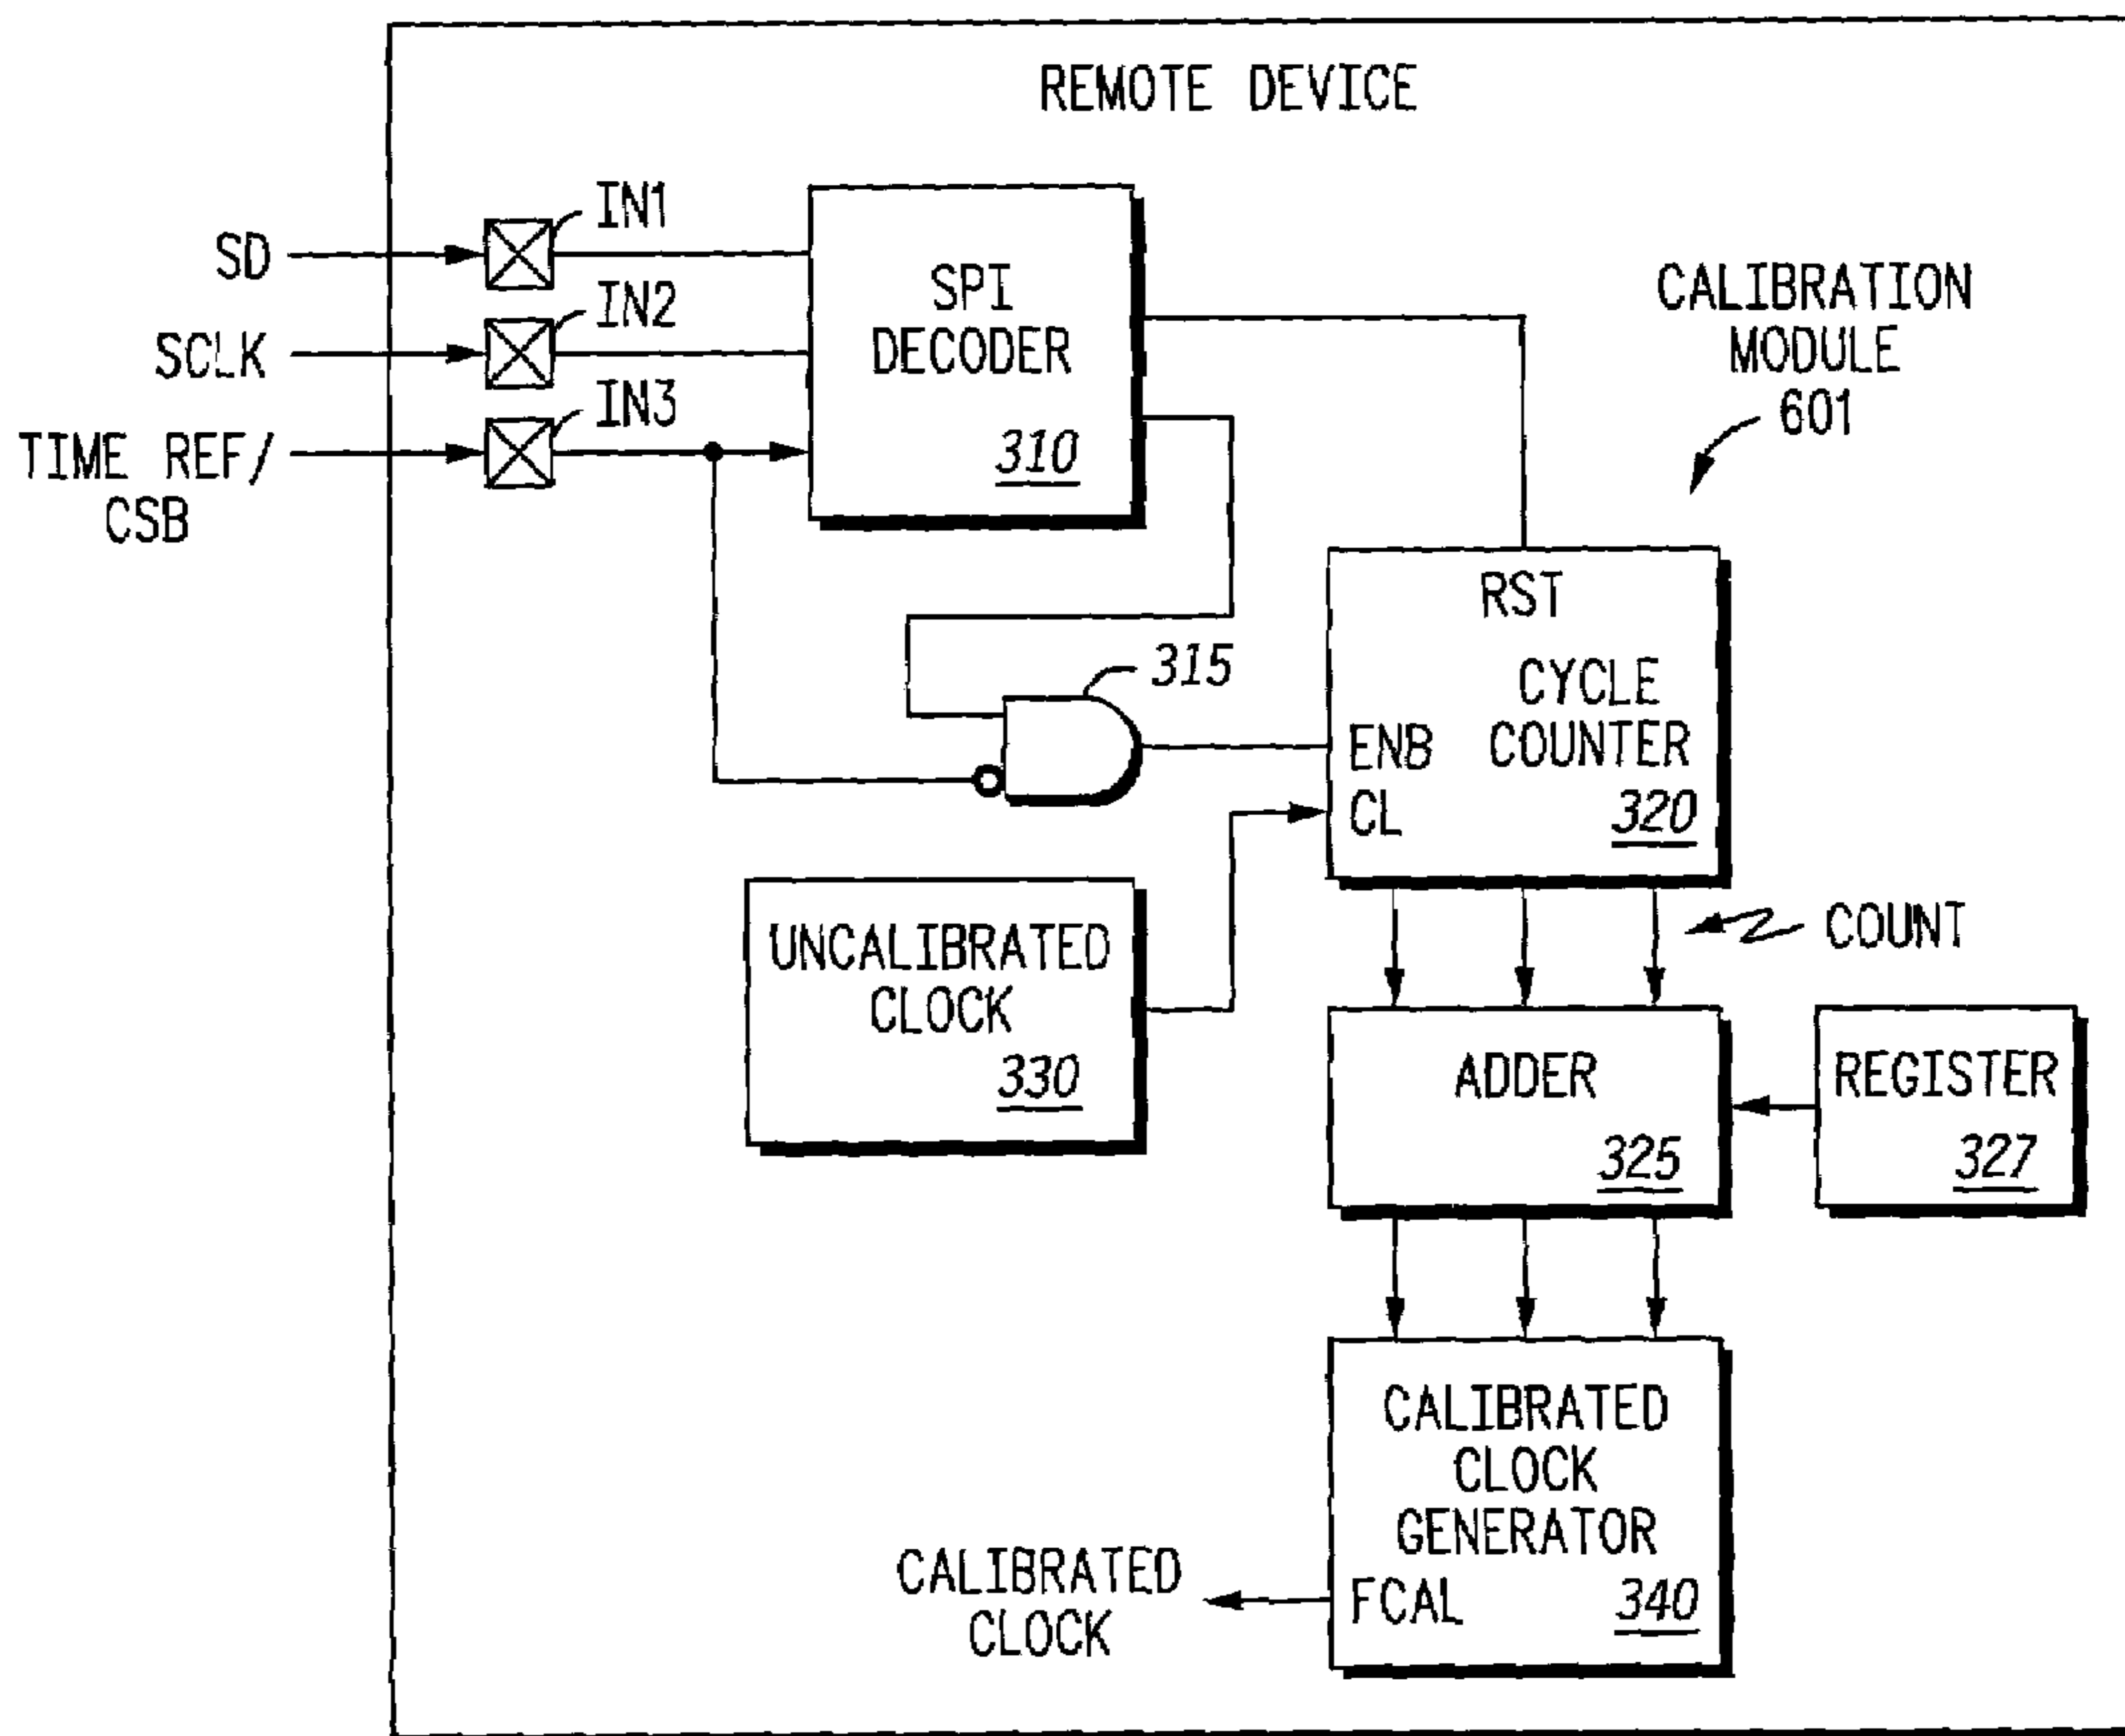 REMOTE DEVICE
IN1
SD
IN2
SCLK
IN3
TIME REF/
CSB
SPI
DECODER
310
CALIBRATION
MODULE
601
315
RST
CYCLE
COUNTER
ENB
CL
320
UNCALIBRATED
CLOCK
330
COUNT
ADDER
325
REGISTER
327
CALIBRATED
CLOCK
GENERATOR
FCAL
340
CALIBRATED
CLOCK